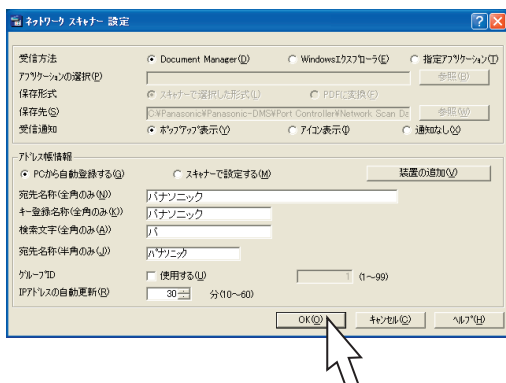 ﾈｯﾄﾜｰｸ ｽｷｬﾅｰ 設定
受信方法 Document Manager(D) Windowsｴｸｽﾌﾟﾛｰﾗ(E) 指定ｱﾌﾟﾘｹｰｼｮﾝ(T)
ｱﾌﾟﾘｹｰｼｮﾝの選択(P) 参照(B)
保存形式 ｽｷｬﾅｰで選択した形式(L) PDFに変換(F)
保存先(S) C:¥Panasonic¥Panasonic-DMS¥Port Controller¥Network Scan Da 参照(W)
受信通知 ﾎﾟｯﾌﾟｱｯﾌﾟ表示(Y) ｱｲｺﾝ表示(I) 通知なし(X)
ｱﾄﾞﾚｽ帳情報
PCから自動登録する(G) ｽｷｬﾅｰで設定する(M) 装置の追加(V)
宛先名称(全角のみ)(N) パナソニック
ｷｰ登録名称(全角のみ)(K) パナソニック
検索文字(全角のみ)(A) パ
宛先名称(半角のみ)(J) ﾊﾟﾅｿﾆｯｸ
ｸﾞﾙｰﾌﾟID 使用する(U) 1 (1～99)
IPｱﾄﾞﾚｽの自動更新(R) 30 分(10～60)
OK(O) ｷｬﾝｾﾙ(C) ﾍﾙﾌﾟ(H)